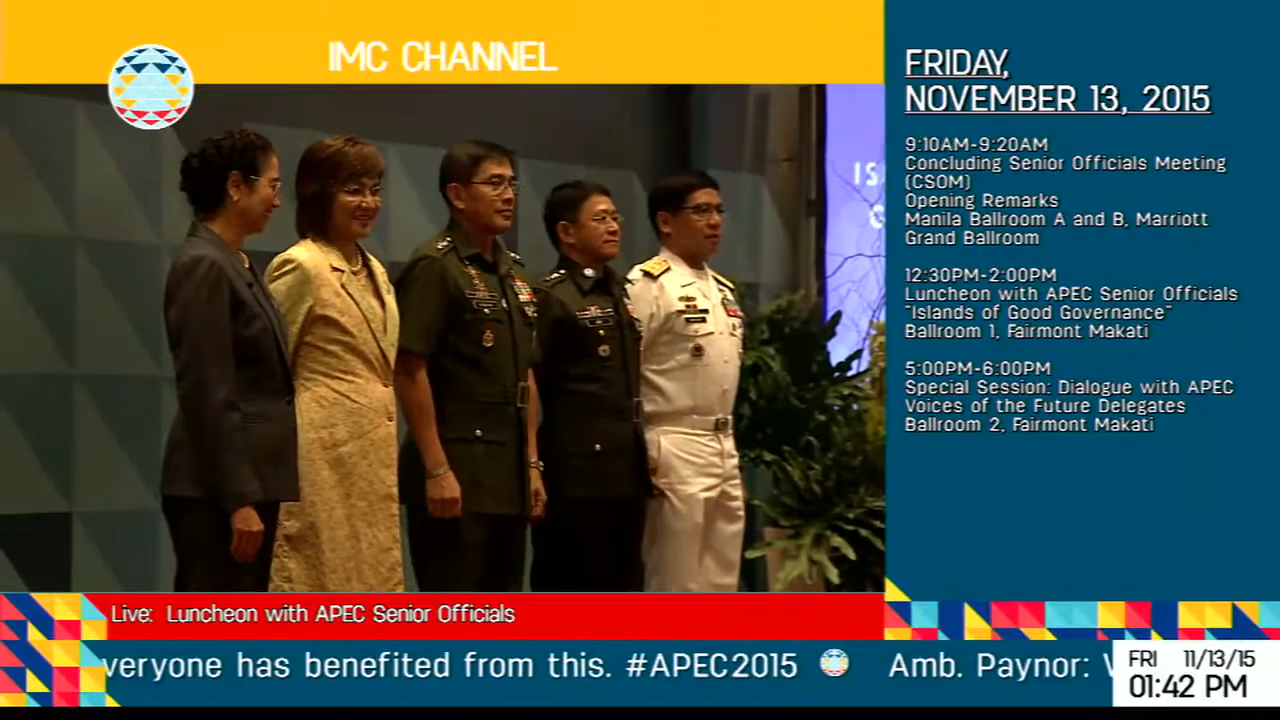 IMC CHANNEL
FRIDAY,
NOVEMBER 13, 2015
9:10AM-9:20AM
Concluding Senior Officials Meeting
(CSOM)
Opening Remarks
Manila Ballroom A and B, Marriott
Grand Ballroom
12:30PM-2:00PM
Luncheon with APEC Senior Officials
"Islands of Good Governance"
Ballroom 1, Fairmont Makati
5:00PM-6:00PM
Special Session: Dialogue with APEC
Voices of the Future Delegates
Ballroom 2, Fairmont Makati
IS
Live: Luncheon with APEC Senior Officials
veryone has benefited from this. #APEC2015 Amb. Paynor:
FRI 11/13/15
01:42 PM